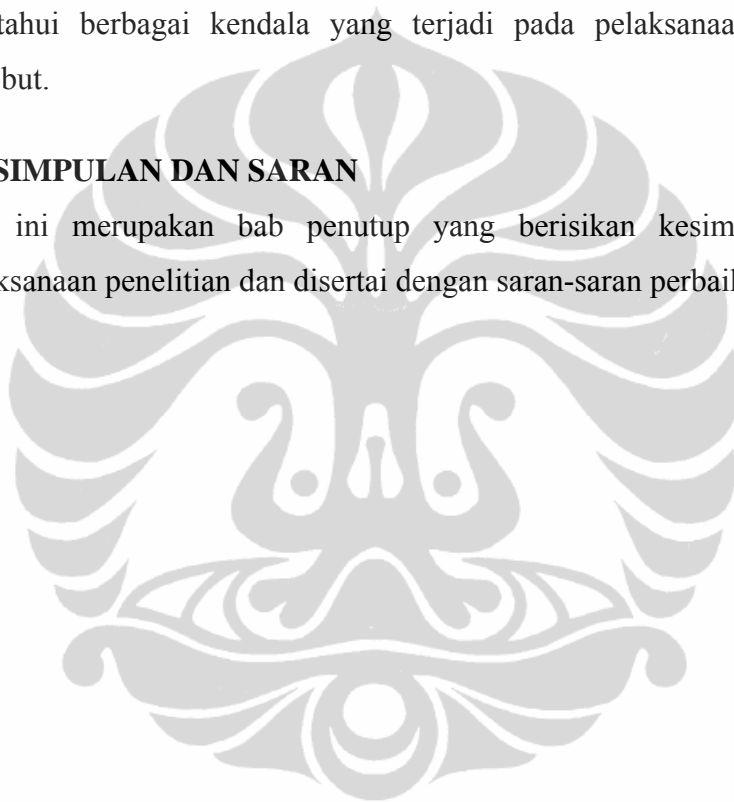 tahui berbagai kendala yang terjadi pada pelaksanaa
but.
SIMPULAN DAN SARAN
ini merupakan bab penutup yang berisikan kesim
ksanaan penelitian dan disertai dengan saran-saran perbail